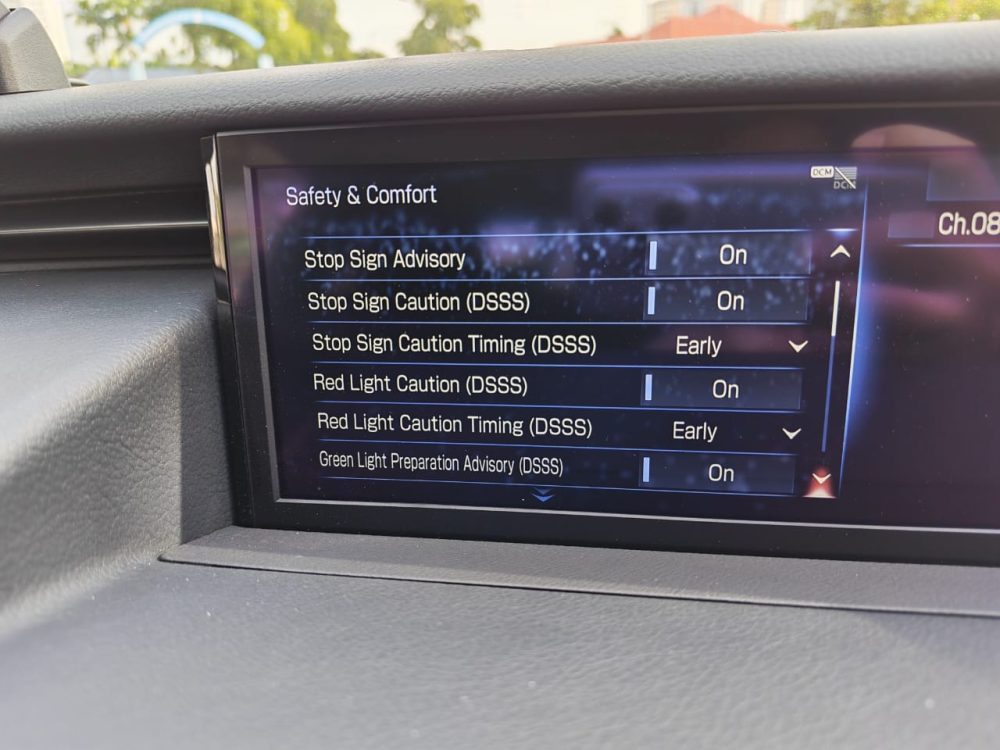 DCM
DCM
Safety & Comfort
Ch.08
Stop Sign Advisory On
Stop Sign Caution (DSSS) On
Stop Sign Caution Timing (DSSS) Early
Red Light Caution (DSSS) On
Red Light Caution Timing (DSSS) Early
Green Light Preparation Advisory (DSSS) On